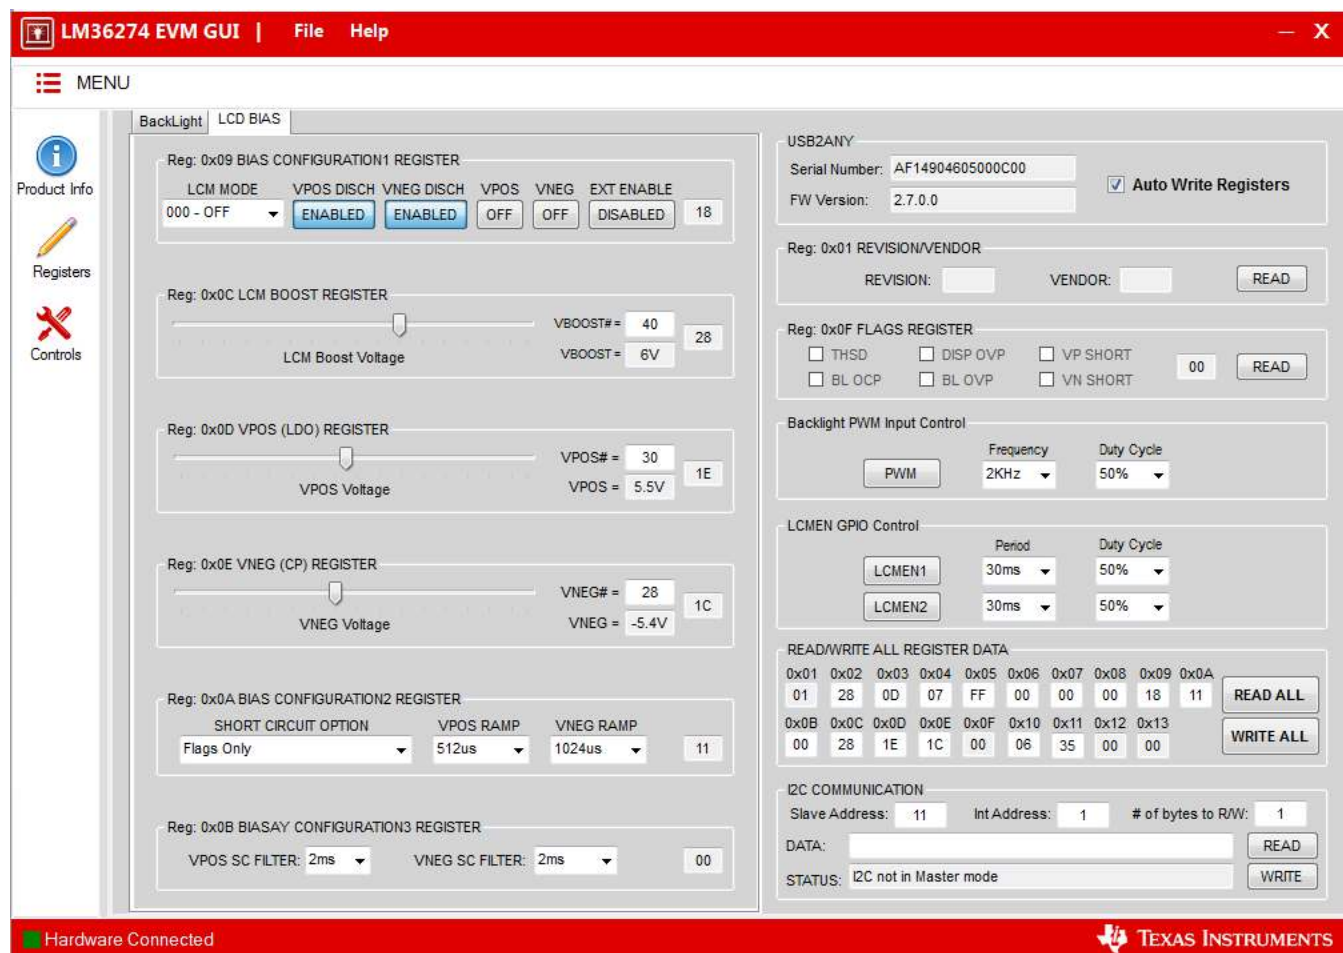 LM36274 EVM GUI | File Help — X
MENU
Product Info
Registers
Controls
BackLight LCD BIAS
Reg: 0x09 BIAS CONFIGURATION1 REGISTER
LCM MODE VPOS DISCH VNEG DISCH VPOS VNEG EXT ENABLE
000 - OFF ENABLED ENABLED OFF OFF DISABLED 18
Reg: 0x0C LCM BOOST REGISTER
VBOOST# = 40
LCM Boost Voltage VBOOST = 6V 28
Reg: 0x0D VPOS (LDO) REGISTER
VPOS# = 30
VPOS Voltage VPOS = 5.5V 1E
Reg: 0x0E VNEG (CP) REGISTER
VNEG# = 28
VNEG Voltage VNEG = -5.4V 1C
Reg: 0x0A BIAS CONFIGURATION2 REGISTER
SHORT CIRCUIT OPTION VPOS RAMP VNEG RAMP
Flags Only 512us 1024us 11
Reg: 0x0B BIASAY CONFIGURATION3 REGISTER
VPOS SC FILTER: 2ms VNEG SC FILTER: 2ms 00
USB2ANY
Serial Number: AF14904605000C00
FW Version: 2.7.0.0
Auto Write Registers
Reg: 0x01 REVISION/VENDOR
REVISION: VENDOR: READ
Reg: 0x0F FLAGS REGISTER
THSD DISP OVP VP SHORT
BL OCP BL OVP VN SHORT 00 READ
Backlight PWM Input Control
Frequency Duty Cycle
PWM 2KHz 50%
LCMEN GPIO Control
Period Duty Cycle
LCMEN1 30ms 50%
LCMEN2 30ms 50%
READ/WRITE ALL REGISTER DATA
0x01 0x02 0x03 0x04 0x05 0x06 0x07 0x08 0x09 0x0A
01 28 0D 07 FF 00 00 00 18 11 READ ALL
0x0B 0x0C 0x0D 0x0E 0x0F 0x10 0x11 0x12 0x13
00 28 1E 1C 00 06 35 00 00 WRITE ALL
I2C COMMUNICATION
Slave Address: 11 Int Address: 1 # of bytes to R/W: 1
DATA: READ
STATUS: I2C not in Master mode WRITE
Hardware Connected
TEXAS INSTRUMENTS